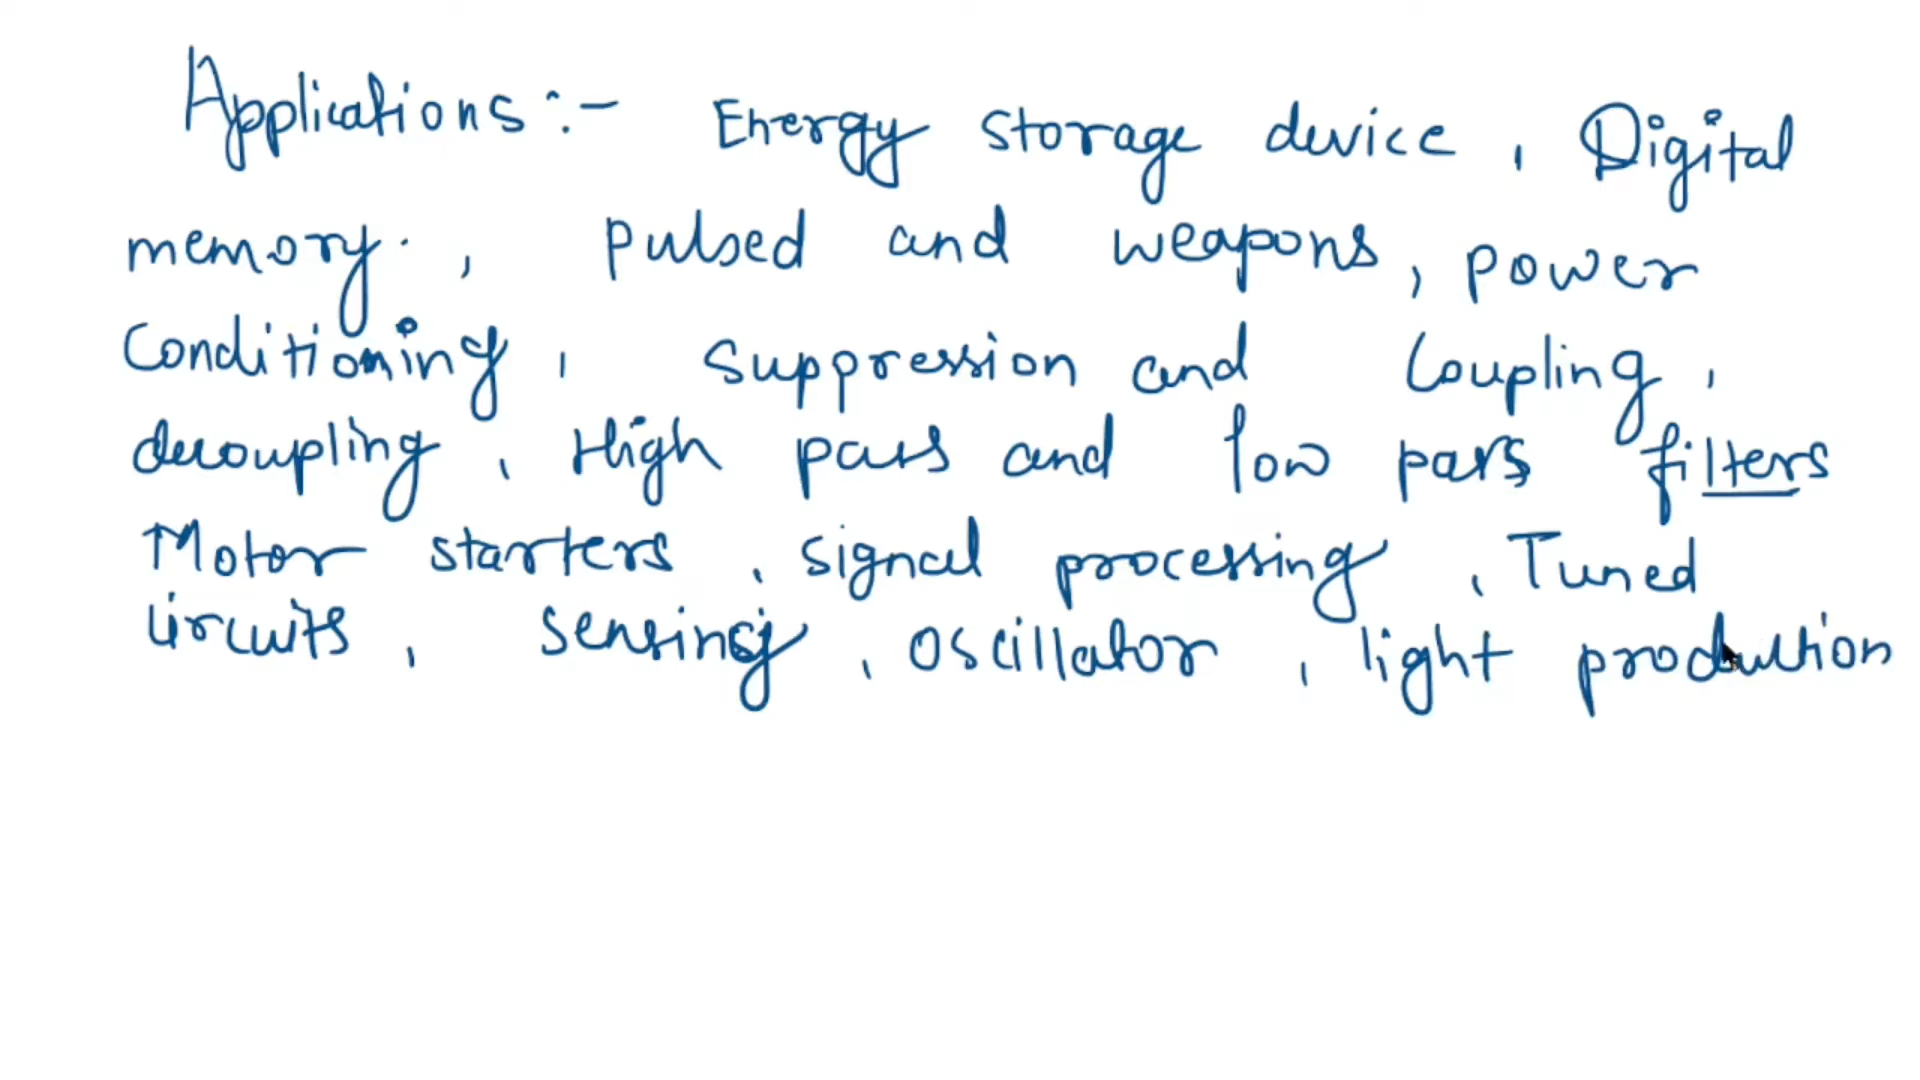 Applications :- Energy storage device , Digital
memory. , pulsed and weapons , power
Conditioning , Suppression and Coupling ,
decoupling , High pass and low pass filters
Motor starters , signal processing , Tuned
circuits , sensing , oscillator , light production